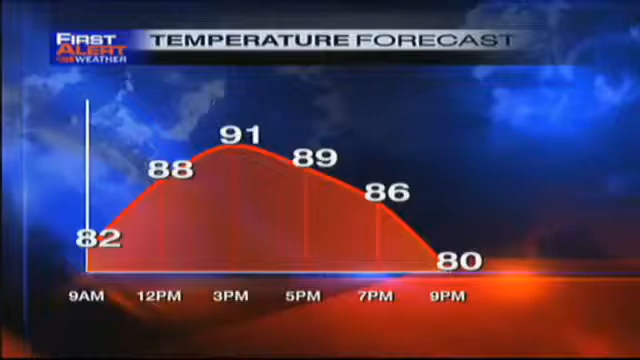 FIRST
ALERT
WEATHER
TEMPERATURE FORECAST
91
89
88
86
82
80
9AM 12PM 3PM 5PM 7PM 9PM